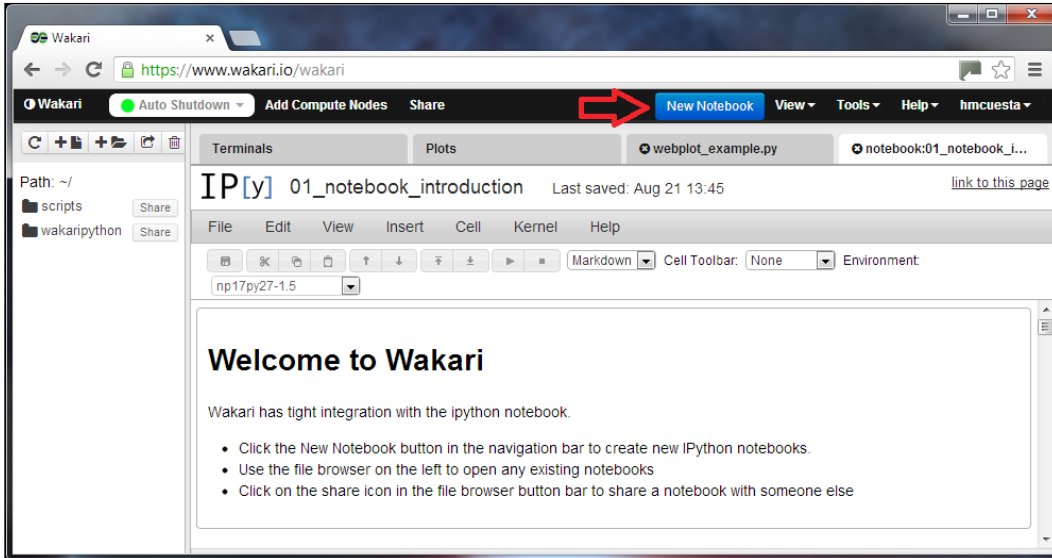 Wakari
https://www.wakari.io/wakari
Wakari Auto Shutdown Add Compute Nodes Share New Notebook View Tools Help hmcuesta
Terminals Plots webplot_example.py notebook:01_notebook_i...
Path: ~/
scripts Share
wakaripython Share
IP[y] 01_notebook_introduction Last saved: Aug 21 13:45 link to this page
File Edit View Insert Cell Kernel Help
Markdown Cell Toolbar: None Environment:
np17py27-1.5
Welcome to Wakari
Wakari has tight integration with the ipython notebook.
• Click the New Notebook button in the navigation bar to create new IPython notebooks.
• Use the file browser on the left to open any existing notebooks
• Click on the share icon in the file browser button bar to share a notebook with someone else